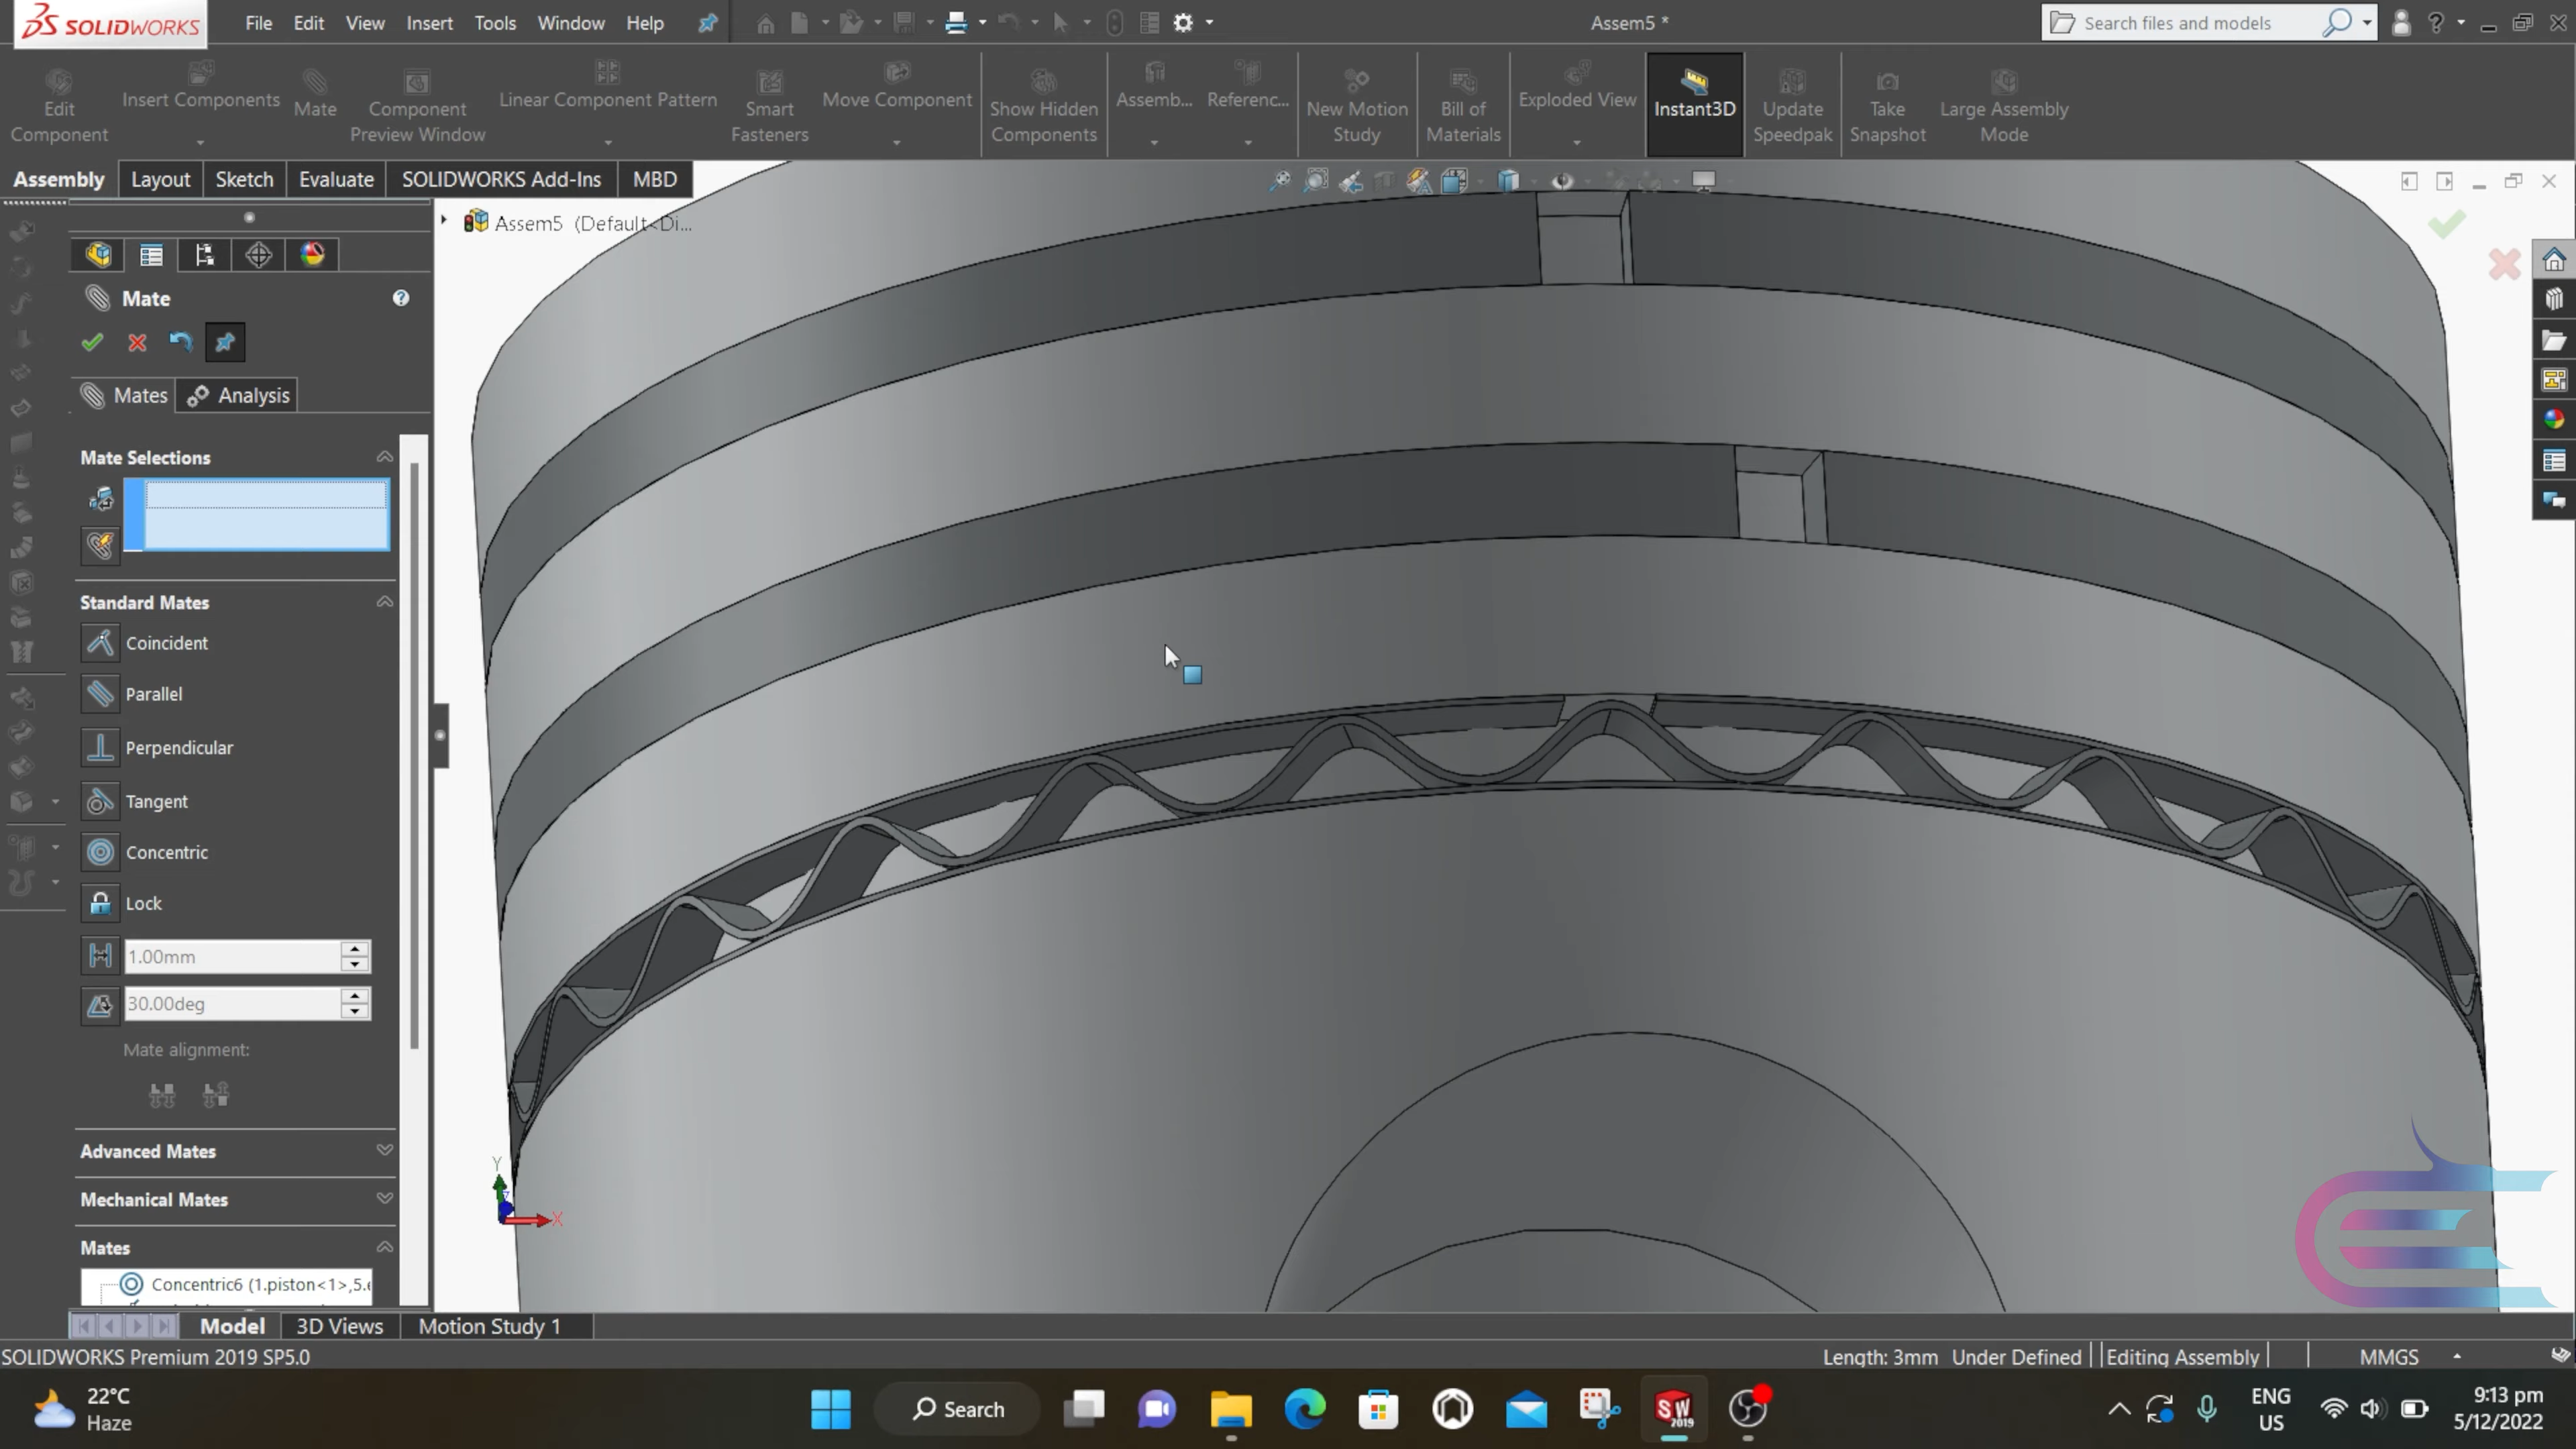 SOLIDWORKS File Edit View Insert Tools Window Help Assem5 * Search files and models
Edit Component Insert Components Mate Component Preview Window Linear Component Pattern Smart Fasteners Move Component Show Hidden Components Assemb... Referenc... New Motion Study Bill of Materials Exploded View Instant3D Update Speedpak Take Snapshot Large Assembly Mode
Assembly Layout Sketch Evaluate SOLIDWORKS Add-Ins MBD
Assem5 (Default<Di...
Mate
Mates Analysis
Mate Selections
Standard Mates
Coincident
Parallel
Perpendicular
Tangent
Concentric
Lock
1.00mm
30.00deg
Mate alignment:
Advanced Mates
Y
Mechanical Mates
X
Mates
Concentric6 (1.piston<1>,5.
Model 3D Views Motion Study 1
SOLIDWORKS Premium 2019 SP5.0 Length: 3mm Under Defined Editing Assembly MMGS
22°C
Haze
Search
SW
2019
ENG
US
9:13 pm
5/12/2022